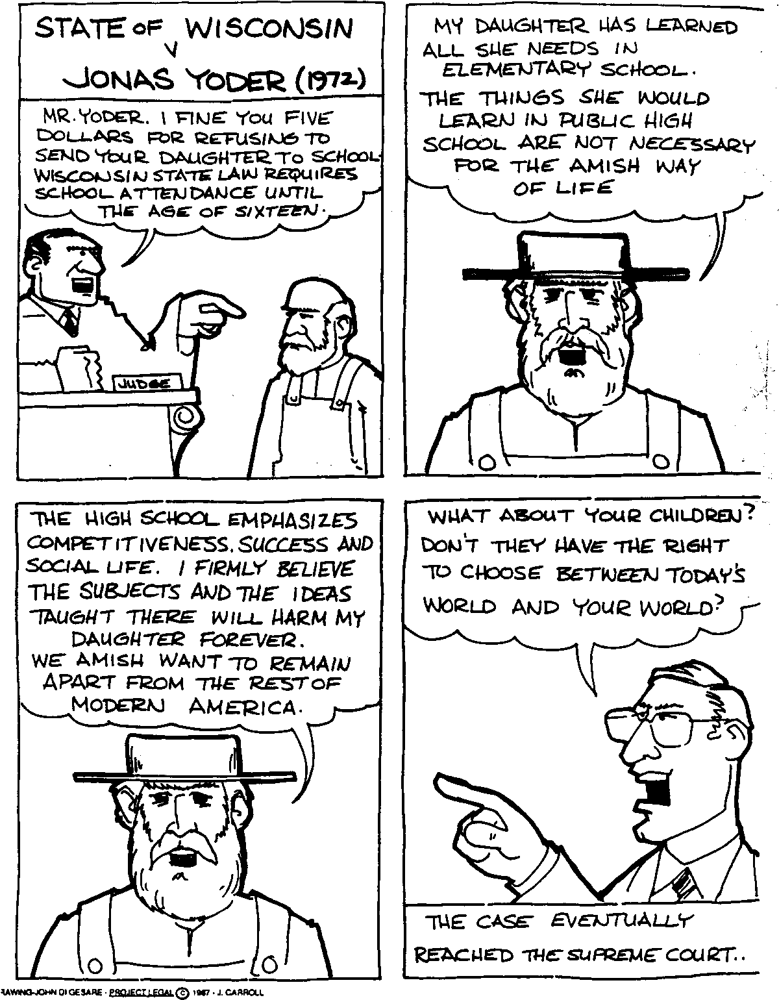 STATE OF WISCONSIN
V
JONAS YODER (1972)
MR. YODER. I FINE YOU FIVE
DOLLARS FOR REFUSING TO
SEND YOUR DAUGHTER TO SCHOOL.
WISCONSIN STATE LAW REQUIRES
SCHOOL ATTENDANCE UNTIL
THE AGE OF SIXTEEN.
JUDGE
MY DAUGHTER HAS LEARNED
ALL SHE NEEDS IN
ELEMENTARY SCHOOL.
THE THINGS SHE WOULD
LEARN IN PUBLIC HIGH
SCHOOL ARE NOT NECESSARY
FOR THE AMISH WAY
OF LIFE
THE HIGH SCHOOL EMPHASIZES
COMPETITIVENESS. SUCCESS AND
SOCIAL LIFE. I FIRMLY BELIEVE
THE SUBJECTS AND THE IDEAS
TAUGHT THERE WILL HARM MY
DAUGHTER FOREVER.
WE AMISH WANT TO REMAIN
APART FROM THE REST OF
MODERN AMERICA.
WHAT ABOUT YOUR CHILDREN?
DON'T THEY HAVE THE RIGHT
TO CHOOSE BETWEEN TODAY'S
WORLD AND YOUR WORLD?
THE CASE EVENTUALLY
REACHED THE SUPREME COURT..
RAWING-JOHN DI GESARE · PROJECT LEGAL © 1987 · J. CARROLL